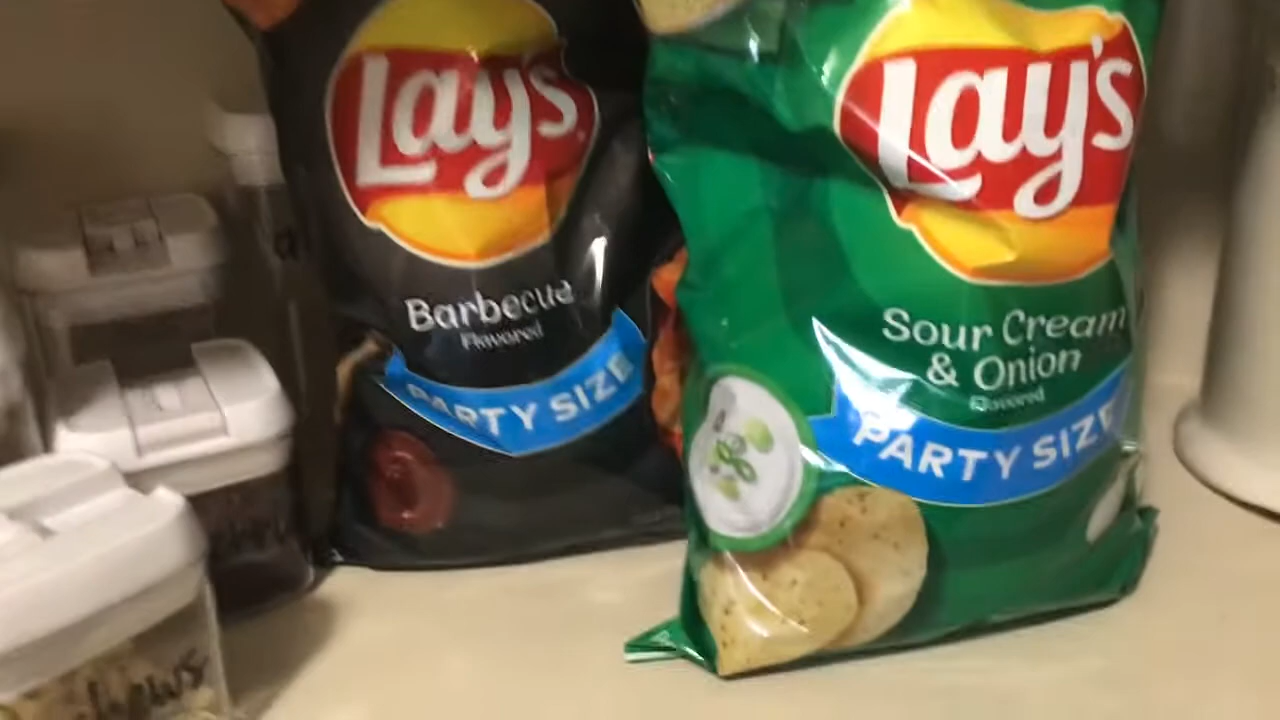 Lay's
Barbecue
Flavored
PARTY SIZE
Lay's
Sour Cream
& Onion
Flavored
PARTY SIZE